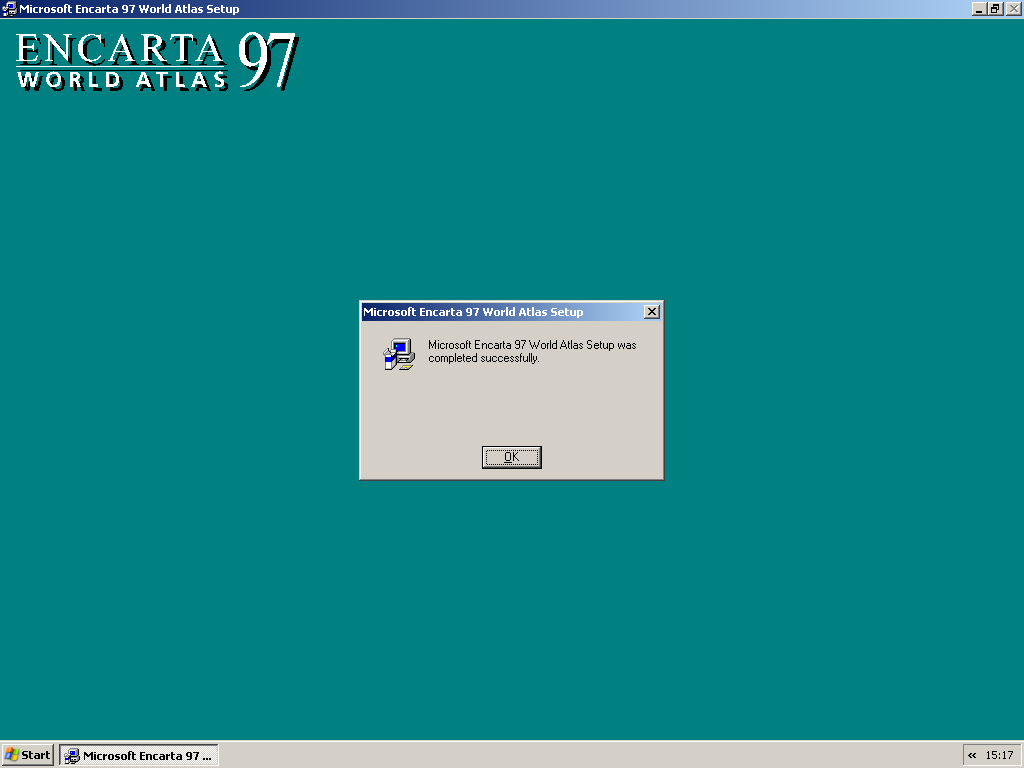 Microsoft Encarta 97 World Atlas Setup
ENCARTA 97
WORLD ATLAS
Microsoft Encarta 97 World Atlas Setup
Microsoft Encarta 97 World Atlas Setup was
completed successfully.
OK
Start
Microsoft Encarta 97 ...
15:17